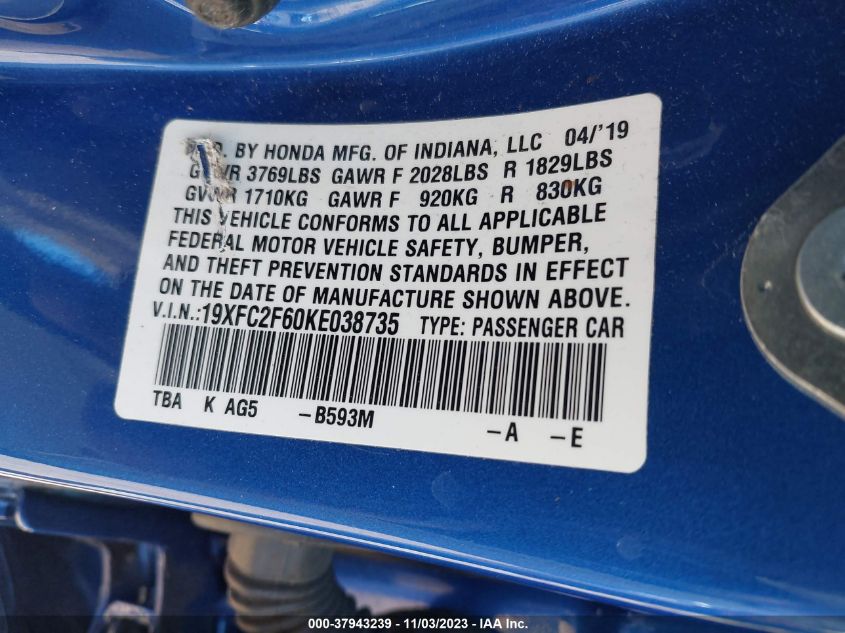 BY HONDA MFG. OF INDIANA, LLC 04/'19
3769LBS GAWR F 2028LBS R 1829LBS
GVWR 1710KG GAWR F 920KG R 830KG
THIS VEHICLE CONFORMS TO ALL APPLICABLE
FEDERAL MOTOR VEHICLE SAFETY, BUMPER,
AND THEFT PREVENTION STANDARDS IN EFFECT
ON THE DATE OF MANUFACTURE SHOWN ABOVE.
V.I.N.:19XFC2F60KE038735 TYPE: PASSENGER CAR
TBA K AG5 –B593M –A –E
000-37943239 - 11/03/2023 - IAA Inc.